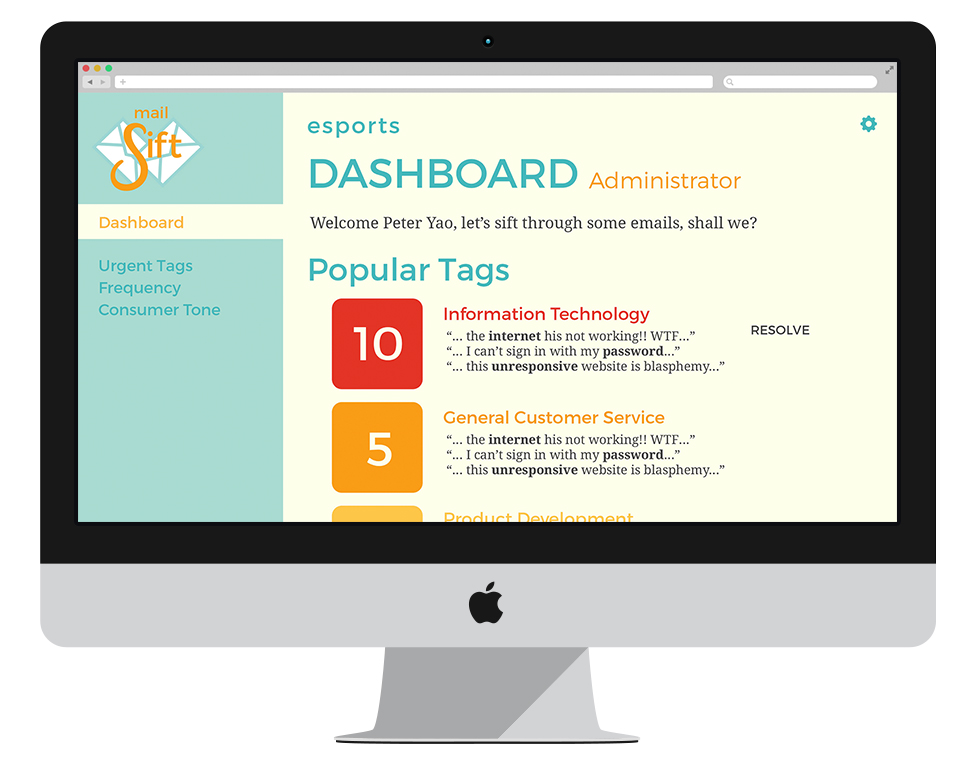 mail
Sift
esports
DASHBOARD Administrator
Dashboard
Welcome Peter Yao, let’s sift through some emails, shall we?
Urgent Tags
Frequency
Consumer Tone
Popular Tags
10
Information Technology
“... the internet his not working!! WTF...”
“... I can’t sign in with my password...”
“... this unresponsive website is blasphemy...”
RESOLVE
5
General Customer Service
“... the internet his not working!! WTF...”
“... I can’t sign in with my password...”
“... this unresponsive website is blasphemy...”
Product Development